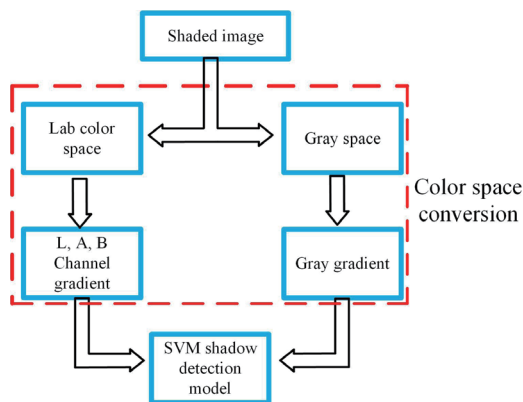 Shaded image
Lab color
space
Gray space
Color space
conversion
L, A, B
Channel
gradient
Gray gradient
SVM shadow
detection
model